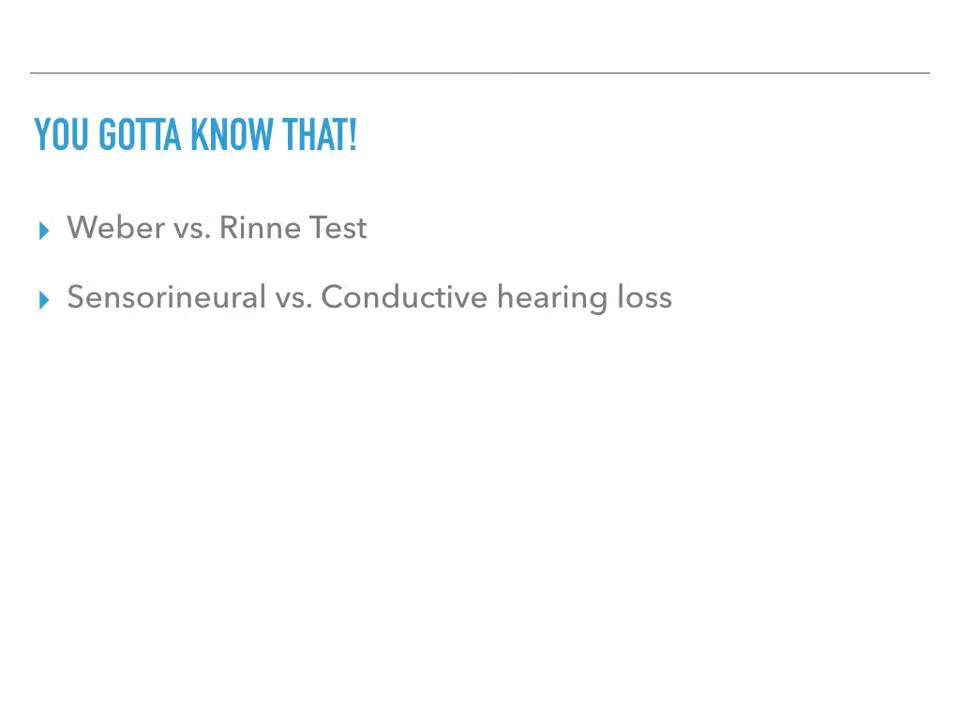 YOU GOTTA KNOW THAT!
Weber vs. Rinne Test
Sensorineural vs. Conductive hearing loss